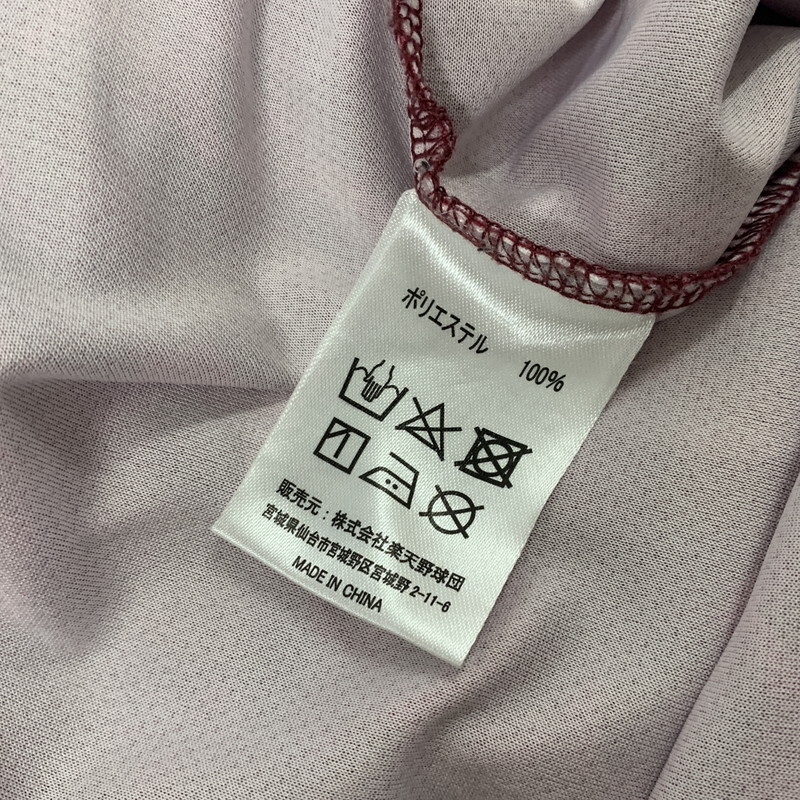 ポリエステル 100%
販売元：株式会社楽天野球団
宮城県仙台市宮城野区宮城野2-11-6
MADE IN CHINA